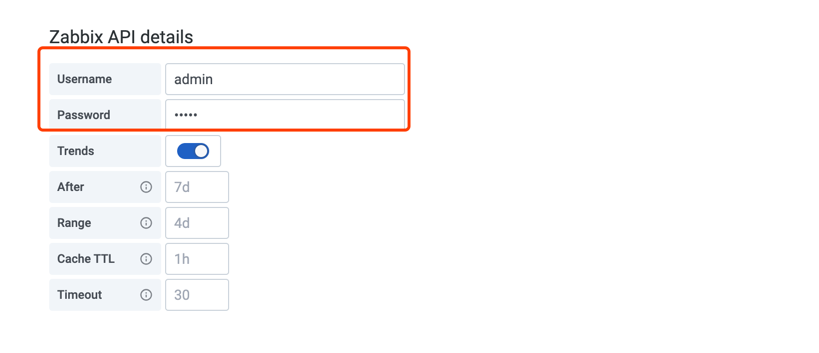 Zabbix API details
Username admin
Password •••••
Trends
After 7d
Range 4d
Cache TTL 1h
Timeout 30